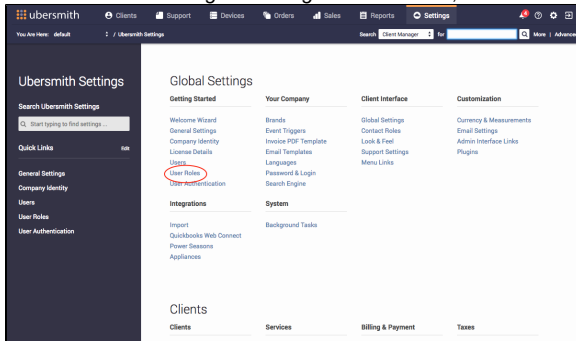 ubersmith Clients Support Devices Orders Sales Reports Settings
You Are Here: default / Ubersmith Settings Search Client Manager for More | Advanced
Ubersmith Settings
Search Ubersmith Settings
Start typing to find settings ...
Quick Links Edit
General Settings
Company Identity
Users
User Roles
User Authentication
Global Settings
Getting Started Your Company Client Interface Customization
Welcome Wizard Brands Global Settings Currency & Measurements
General Settings Event Triggers Contact Roles Email Settings
Company Identity Invoice PDF Template Look & Feel Admin Interface Links
License Details Email Templates Support Settings Plugins
Users Languages Menu Links
User Roles Password & Login
User Authentication Search Engine
Integrations System
Import Background Tasks
Quickbooks Web Connect
Power Seasons
Appliances
Clients
Clients Services Billing & Payment Taxes